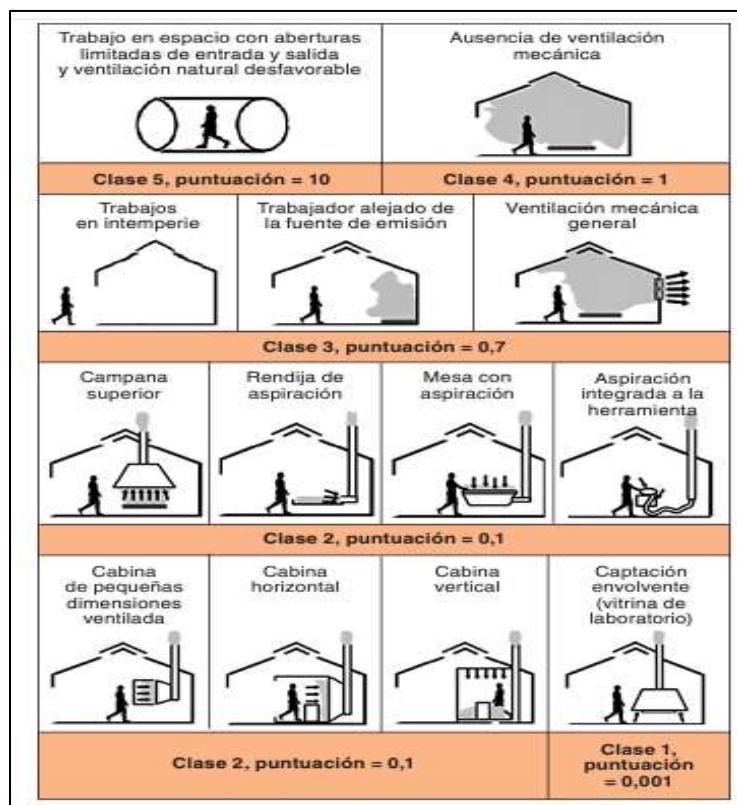 Trabajo en espacio con aberturas
limitadas de entrada y salida
y ventilación natural desfavorable
Ausencia de ventilación
mecánica
Clase 5, puntuación = 10
Clase 4, puntuación = 1
Trabajos
en intemperie
Trabajador alejado de
la fuente de emisión
Ventilación mecánica
general
Clase 3, puntuación = 0,7
Campana
superior
Rendija de
aspiración
Mesa con
aspiración
Aspiración
integrada a la
herramienta
Clase 2, puntuación = 0,1
Cabina
de pequeñas
dimensiones
ventilada
Cabina
horizontal
Cabina
vertical
Captación
envolvente
(vitrina de
laboratorio)
Clase 2, puntuación = 0,1
Clase 1,
puntuación
= 0,001